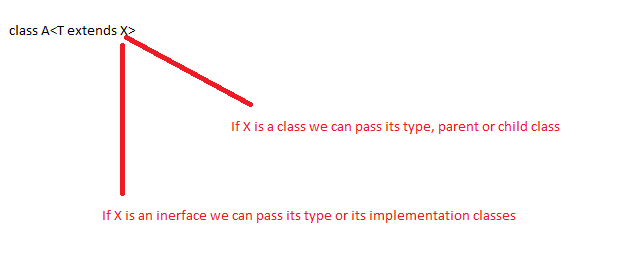 class A<T extends X>
If X is a class we can pass its type, parent or child class
If X is an inerface we can pass its type or its implementation classes